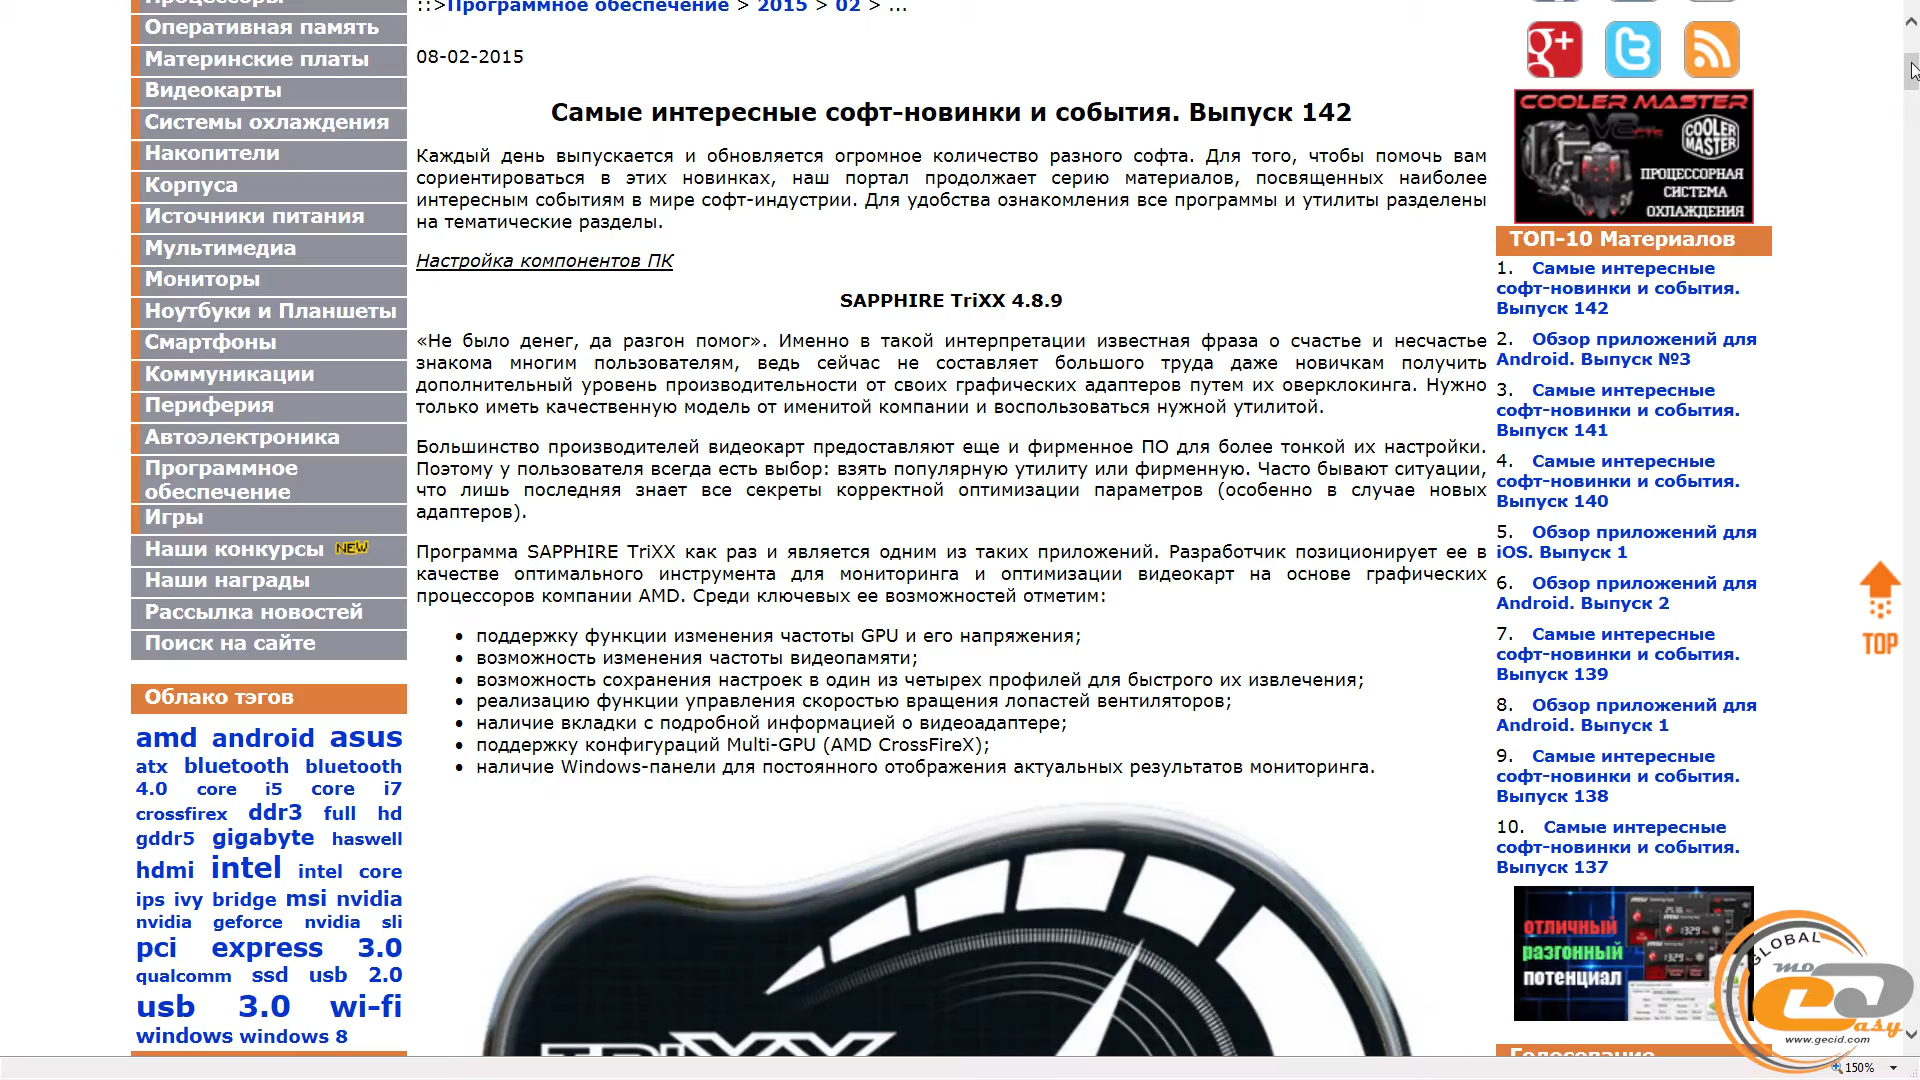 Процессоры
Оперативная память
Материнские платы
Видеокарты
Системы охлаждения
Накопители
Корпуса
Источники питания
Мультимедиа
Мониторы
Ноутбуки и Планшеты
Смартфоны
Коммуникации
Периферия
Автоэлектроника
Программное
обеспечение
Игры
Наши конкурсы NEW
Наши награды
Рассылка новостей
Поиск на сайте
Облако тэгов
amd android asus
atx bluetooth bluetooth
4.0 core i5 core i7
crossfirex ddr3 full hd
gddr5 gigabyte haswell
hdmi intel intel core
ips ivy bridge msi nvidia
nvidia geforce nvidia sli
pci express 3.0
qualcomm ssd usb 2.0
usb 3.0 wi-fi
windows windows 8
::>Программное обеспечение > 2015 > 02 > ...
08-02-2015
Самые интересные софт-новинки и события. Выпуск 142
Каждый день выпускается и обновляется огромное количество разного софта. Для того, чтобы помочь вам
сориентироваться в этих новинках, наш портал продолжает серию материалов, посвященных наиболее
интересным событиям в мире софт-индустрии. Для удобства ознакомления все программы и утилиты разделены
на тематические разделы.
Настройка компонентов ПК
SAPPHIRE TriXX 4.8.9
«Не было денег, да разгон помог». Именно в такой интерпретации известная фраза о счастье и несчастье
знакома многим пользователям, ведь сейчас не составляет большого труда даже новичкам получить
дополнительный уровень производительности от своих графических адаптеров путем их оверклокинга. Нужно
только иметь качественную модель от именитой компании и воспользоваться нужной утилитой.
Большинство производителей видеокарт предоставляют еще и фирменное ПО для более тонкой их настройки.
Поэтому у пользователя всегда есть выбор: взять популярную утилиту или фирменную. Часто бывают ситуации,
что лишь последняя знает все секреты корректной оптимизации параметров (особенно в случае новых
адаптеров).
Программа SAPPHIRE TriXX как раз и является одним из таких приложений. Разработчик позиционирует ее в
качестве оптимального инструмента для мониторинга и оптимизации видеокарт на основе графических
процессоров компании AMD. Среди ключевых ее возможностей отметим:
• поддержку функции изменения частоты GPU и его напряжения;
• возможность изменения частоты видеопамяти;
• возможность сохранения настроек в один из четырех профилей для быстрого их извлечения;
• реализацию функции управления скоростью вращения лопастей вентиляторов;
• наличие вкладки с подробной информацией о видеоадаптере;
• поддержку конфигураций Multi-GPU (AMD CrossFireX);
• наличие Windows-панели для постоянного отображения актуальных результатов мониторинга.
TRIXX
g+
COOLER MASTER
V8 GTS
COOLER
MASTER
ПРОЦЕССОРНАЯ
СИСТЕМА
ОХЛАЖДЕНИЯ
ТОП-10 Материалов
1. Самые интересные
софт-новинки и события.
Выпуск 142
2. Обзор приложений для
Android. Выпуск №3
3. Самые интересные
софт-новинки и события.
Выпуск 141
4. Самые интересные
софт-новинки и события.
Выпуск 140
5. Обзор приложений для
iOS. Выпуск 1
6. Обзор приложений для
Android. Выпуск 2
7. Самые интересные
софт-новинки и события.
Выпуск 139
8. Обзор приложений для
Android. Выпуск 1
9. Самые интересные
софт-новинки и события.
Выпуск 138
10. Самые интересные
софт-новинки и события.
Выпуск 137
отличный
разгонный
потенциал
Голосование
TOP
GLOBAL
easy
www.gecid.com
150%